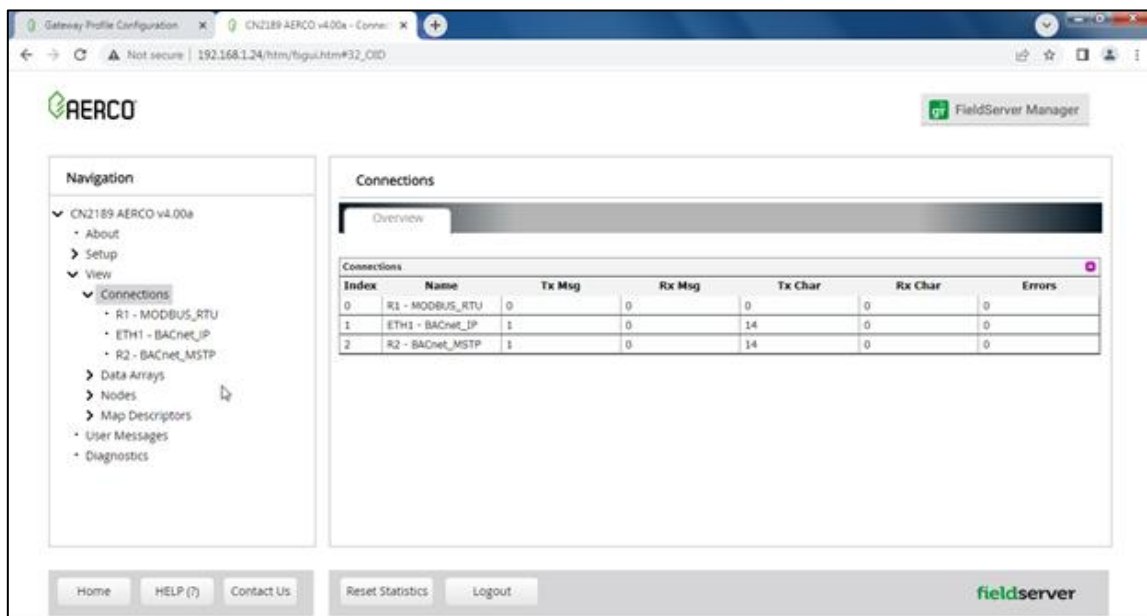 Gateway Profile Configuration
CN2189 AERCO v4.00a - Conne
Not secure | 192.168.1.24/htm/fsgui.htm#32_OID
AERCO
gr FieldServer Manager
Navigation
CN2189 AERCO v4.00a
About
Setup
View
Connections
R1 - MODBUS_RTU
ETH1 - BACnet_IP
R2 - BACnet_MSTP
Data Arrays
Nodes
Map Descriptors
User Messages
Diagnostics
Connections
Overview
Connections
Index Name Tx Msg Rx Msg Tx Char Rx Char Errors
0 R1 - MODBUS_RTU 0 0 0 0 0
1 ETH1 - BACnet_IP 1 0 14 0 0
2 R2 - BACnet_MSTP 1 0 14 0 0
Home HELP (?) Contact Us Reset Statistics Logout fieldserver